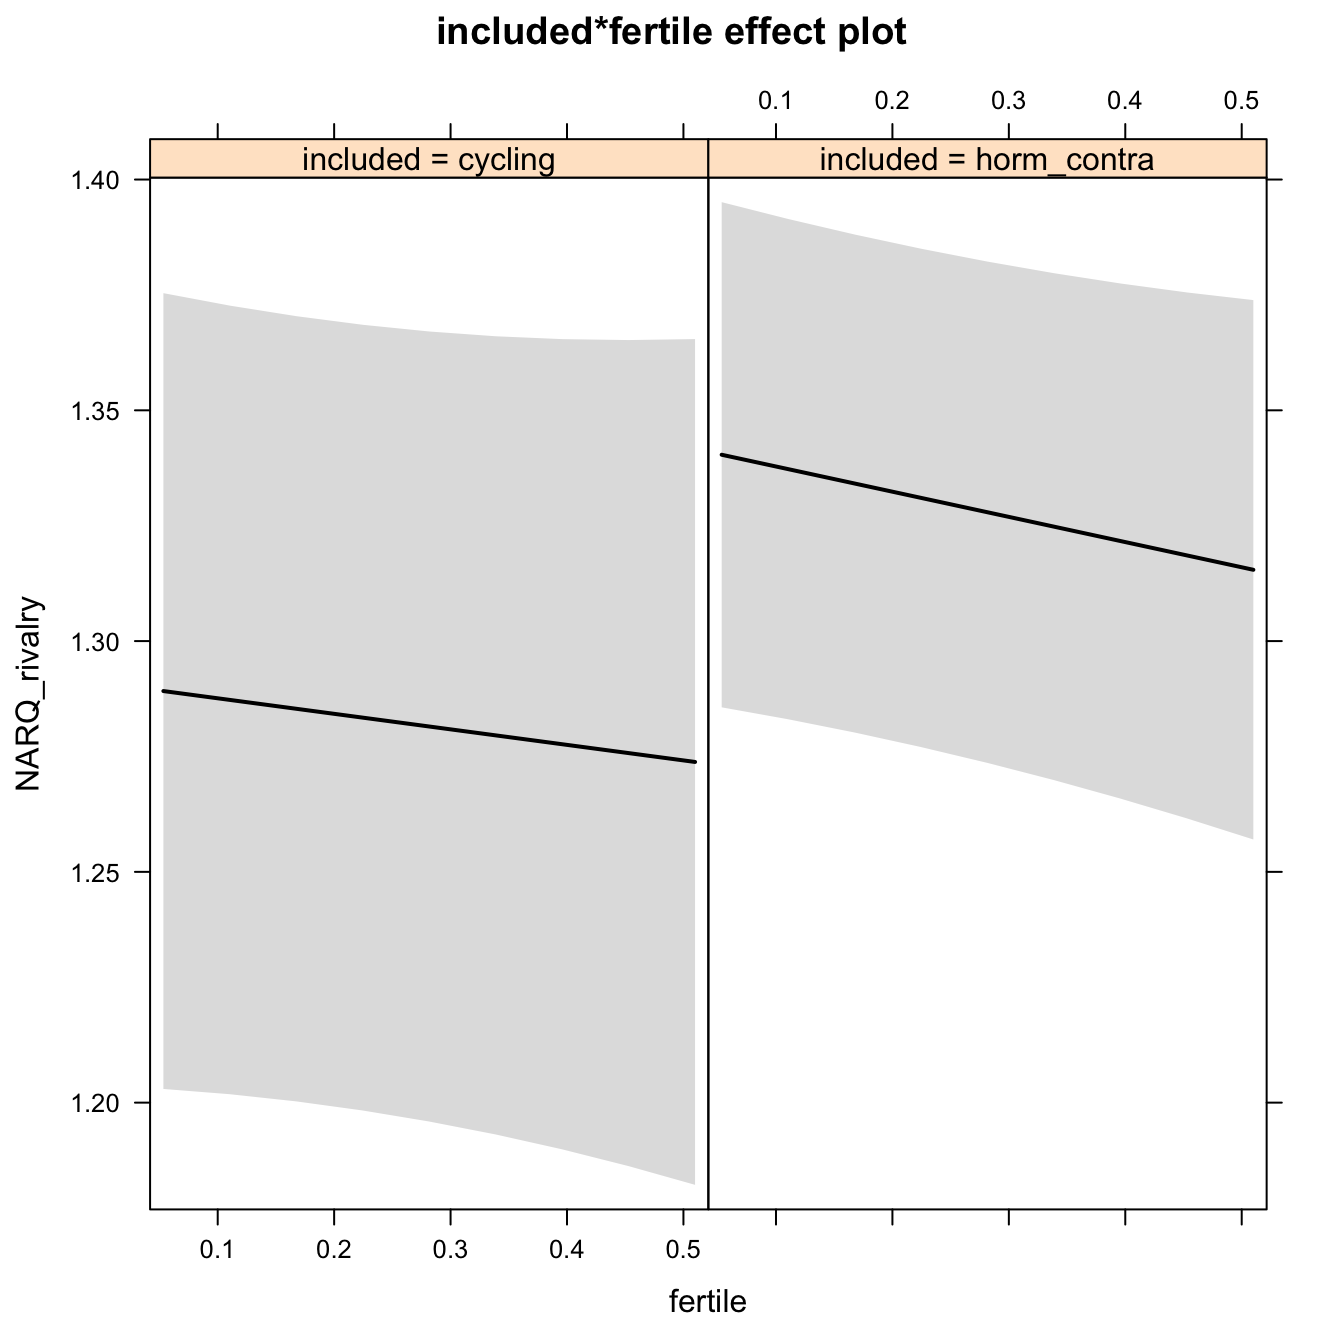 included*fertile effect plot
0.1 0.2 0.3 0.4 0.5
included = cycling included = horm_contra
1.40
1.35
1.30
1.25
1.20
NARQ_rivalry
0.1 0.2 0.3 0.4 0.5
fertile